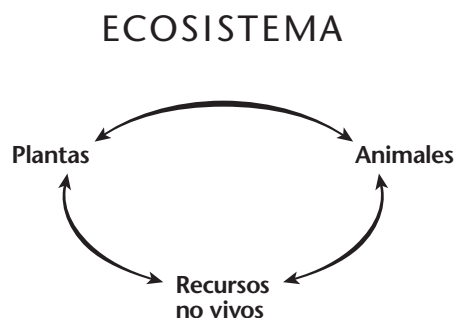 ECOSISTEMA
Plantas
Animales
Recursos
no vivos